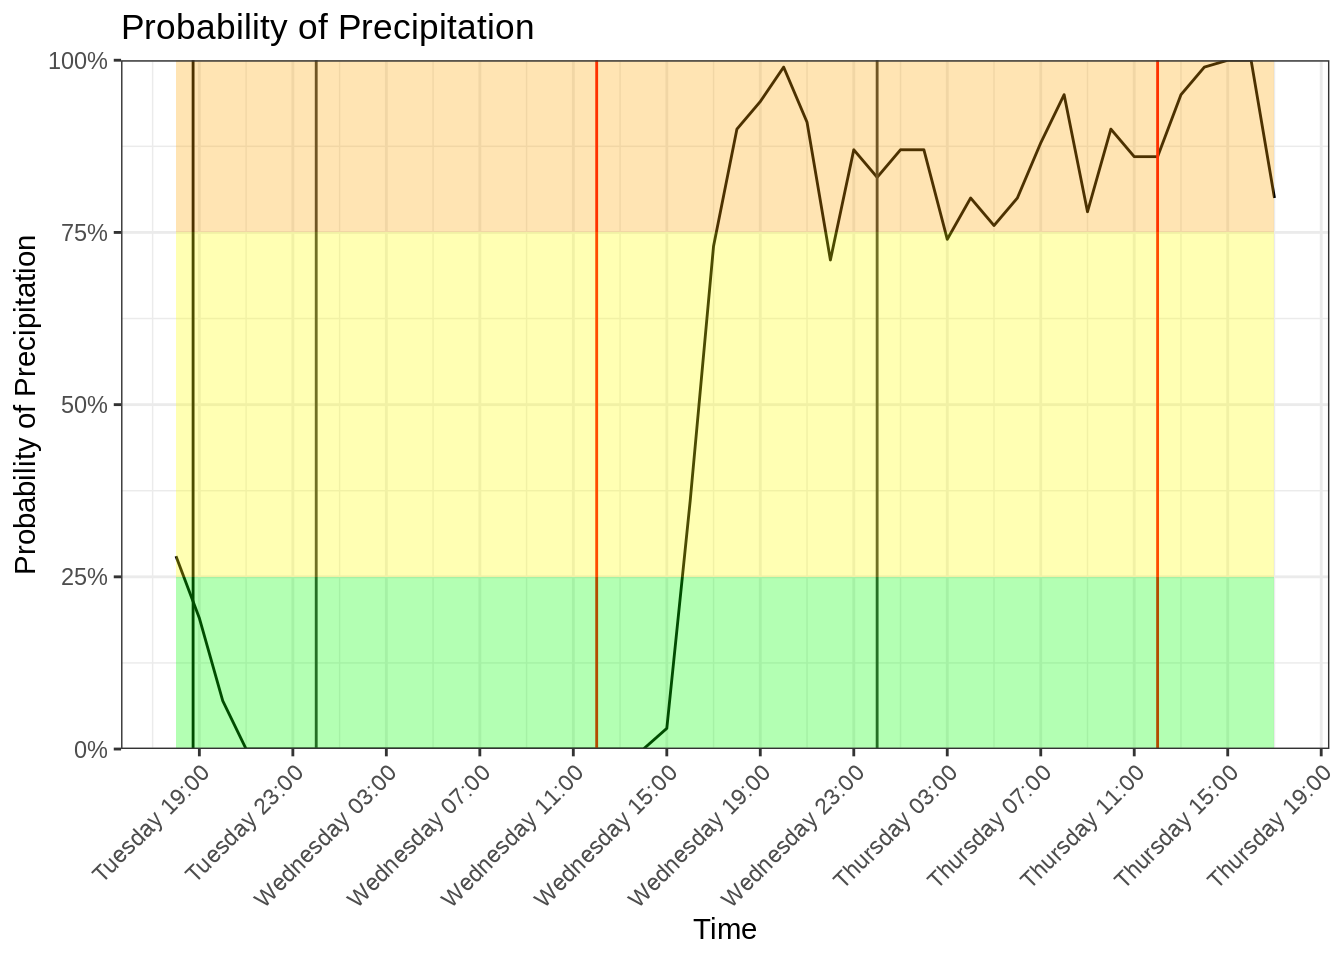 Probability of Precipitation
Probability of Precipitation
100%
75%
50%
25%
0%
Tuesday 19:00
Tuesday 23:00
Wednesday 03:00
Wednesday 07:00
Wednesday 11:00
Wednesday 15:00
Wednesday 19:00
Wednesday 23:00
Thursday 03:00
Thursday 07:00
Thursday 11:00
Thursday 15:00
Thursday 19:00
Time